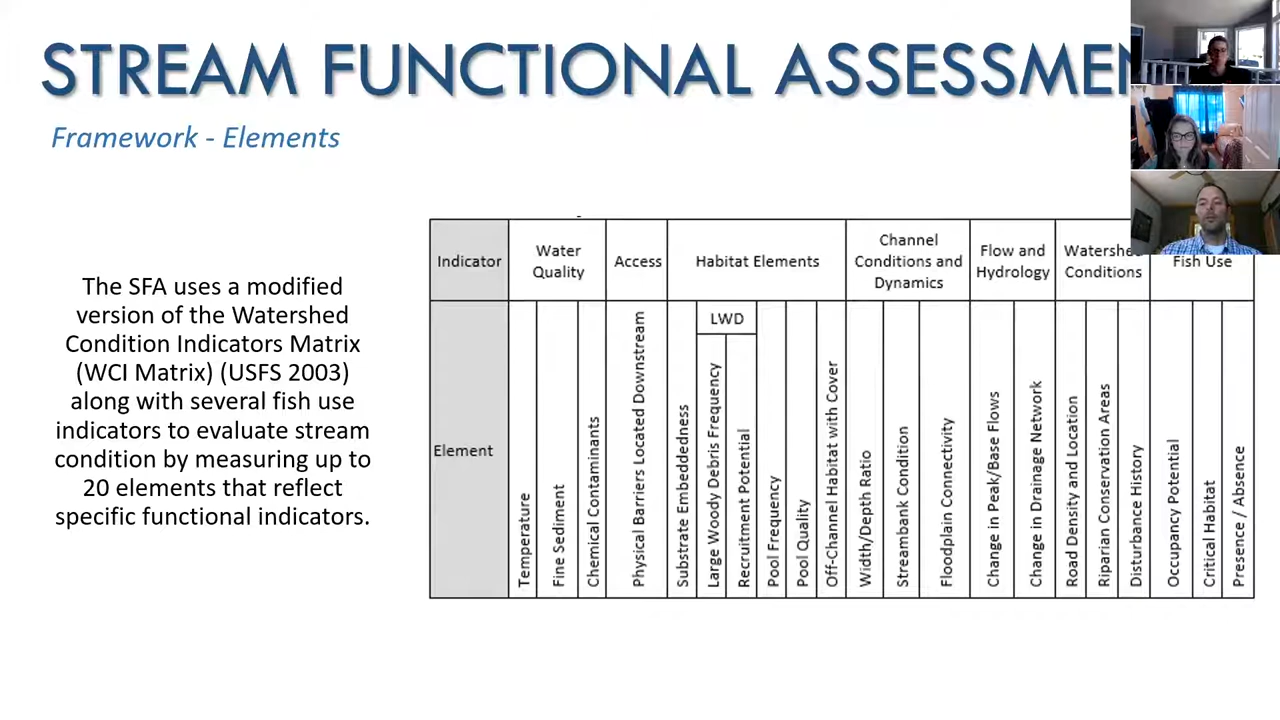 STREAM FUNCTIONAL ASSESSMEN
Framework - Elements
The SFA uses a modified
version of the Watershed
Condition Indicators Matrix
(WCI Matrix) (USFS 2003)
along with several fish use
indicators to evaluate stream
condition by measuring up to
20 elements that reflect
specific functional indicators.
Indicator
Water
Quality
Access
Habitat Elements
Channel
Conditions and
Dynamics
Flow and
Hydrology
Watershed
Conditions
Fish Use
Element
Temperature
Fine Sediment
Chemical Contaminants
Physical Barriers Located Downstream
Substrate Embeddedness
LWD
Large Woody Debris Frequency
Recruitment Potential
Pool Frequency
Pool Quality
Off-Channel Habitat with Cover
Width/Depth Ratio
Streambank Condition
Floodplain Connectivity
Change in Peak/Base Flows
Change in Drainage Network
Road Density and Location
Riparian Conservation Areas
Disturbance History
Occupancy Potential
Critical Habitat
Presence / Absence